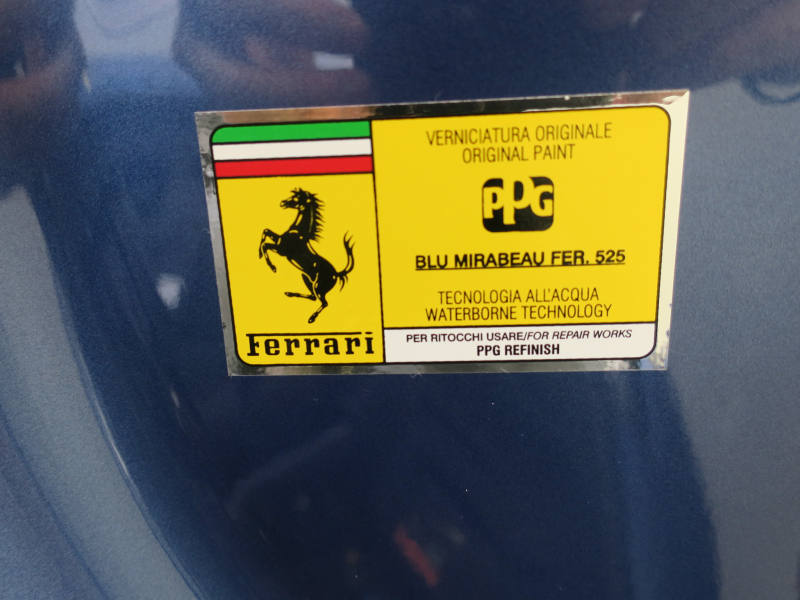 VERNICIATURA ORIGINALE
ORIGINAL PAINT
PPG
BLU MIRABEAU FER. 525
TECNOLOGIA ALL'ACQUA
WATERBORNE TECHNOLOGY
Ferrari
PER RITOCCHI USARE/FOR REPAIR WORKS
PPG REFINISH